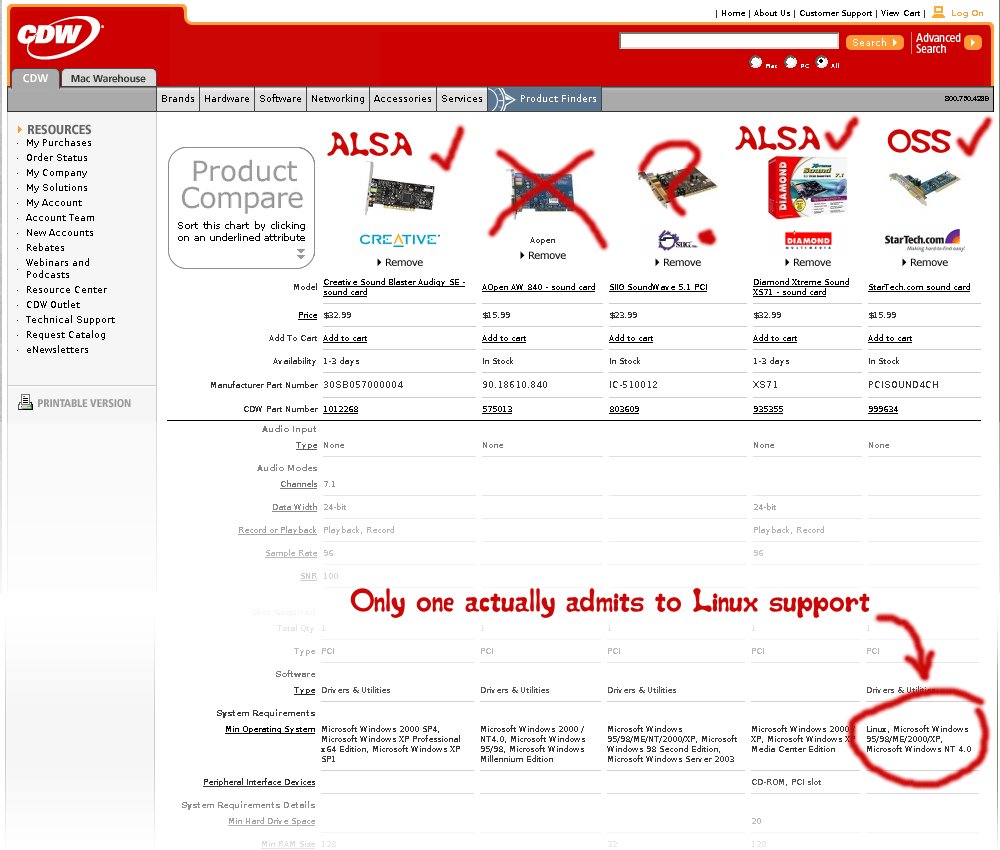 | Home | About Us | Customer Support | View Cart | Log On
CDW
Search
Advanced Search
Mac PC All
CDW Mac Warehouse
Brands Hardware Software Networking Accessories Services Product Finders
800.750.4239
RESOURCES
· My Purchases
· Order Status
· My Company
· My Solutions
· My Account
· Account Team
· New Accounts
· Rebates
· Webinars and
Podcasts
· Resource Center
· CDW Outlet
· Technical Support
· Request Catalog
· eNewsletters
PRINTABLE VERSION
ALSA ALSA OSS
?
Product
Compare
Sort this chart by clicking
on an underlined attribute
DIAMOND Xtreme Sound 7.1
CREATIVE Aopen SIIG DIAMOND MULTIMEDIA StarTech.com
Making hard-to-find easy!
Remove Remove Remove Remove Remove
Model Creative Sound Blaster Audigy SE - sound card AOpen AW 840 - sound card SIIG SoundWave 5.1 PCI Diamond Xtreme Sound XS71 - sound card StarTech.com sound card
Price $32.99 $15.99 $23.99 $32.99 $15.99
Add To Cart Add to cart Add to cart Add to cart Add to cart Add to cart
Availability 1-3 days In Stock In Stock 1-3 days In Stock
Manufacturer Part Number 30SB057000004 90.18610.840 IC-510012 XS71 PCISOUND4CH
CDW Part Number 1012268 575013 803609 935355 999634
Audio Input
Type None None None None
Audio Modes
Channels 7.1
Data Width 24-bit 24-bit
Record or Playback Playback, Record Playback, Record
Sample Rate 96 96
SNR 100
Only one actually admits to Linux support
Total Qty 1 1 1 1 1
Type PCI PCI PCI PCI PCI
Software
Type Drivers & Utilities Drivers & Utilities Drivers & Utilities Drivers & Utilities
System Requirements
Min Operating System Microsoft Windows 2000 SP4, Microsoft Windows XP Professional x64 Edition, Microsoft Windows XP SP1 Microsoft Windows 2000 / NT4.0, Microsoft Windows 95/98, Microsoft Windows Millennium Edition Microsoft Windows 95/98/ME/NT/2000/XP, Microsoft Windows 98 Second Edition, Microsoft Windows Server 2003 Microsoft Windows 2000 / XP, Microsoft Windows XP Media Center Edition Linux, Microsoft Windows 95/98/ME/2000/XP, Microsoft Windows NT 4.0
Peripheral Interface Devices CD-ROM, PCI slot
System Requirements Details
Min Hard Drive Space 20
Min RAM Size 128 32 128